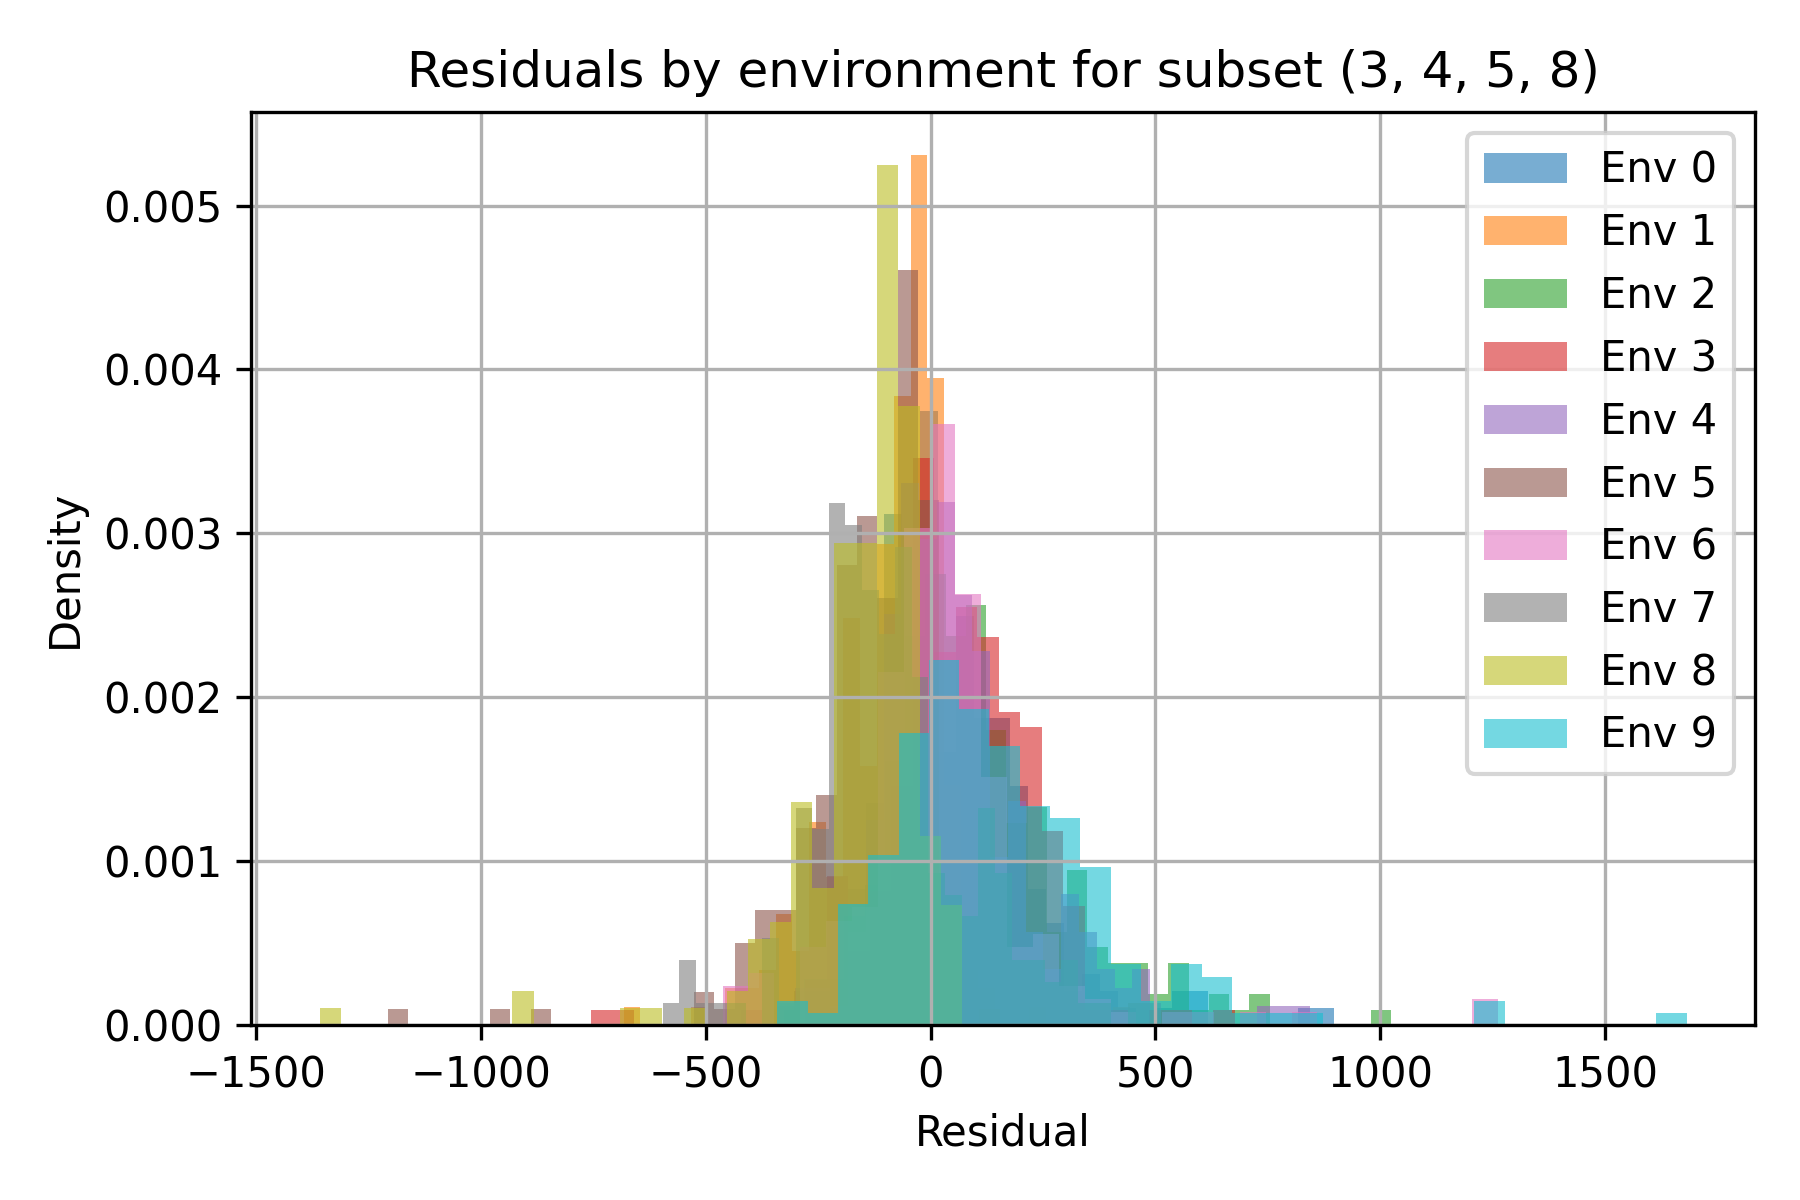 Residuals by environment for subset (3, 4, 5, 8)
Density
0.005
0.004
0.003
0.002
0.001
0.000
−1500
−1000
−500
0
500
1000
1500
Residual
Env 0
Env 1
Env 2
Env 3
Env 4
Env 5
Env 6
Env 7
Env 8
Env 9